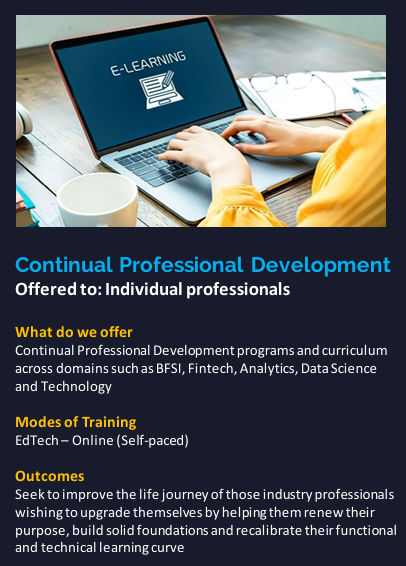 E-LEARNING
Continual Professional Development
Offered to: Individual professionals
What do we offer
Continual Professional Development programs and curriculum
across domains such as BFSI, Fintech, Analytics, Data Science
and Technology
Modes of Training
EdTech – Online (Self-paced)
Outcomes
Seek to improve the life journey of those industry professionals
wishing to upgrade themselves by helping them renew their
purpose, build solid foundations and recalibrate their functional
and technical learning curve